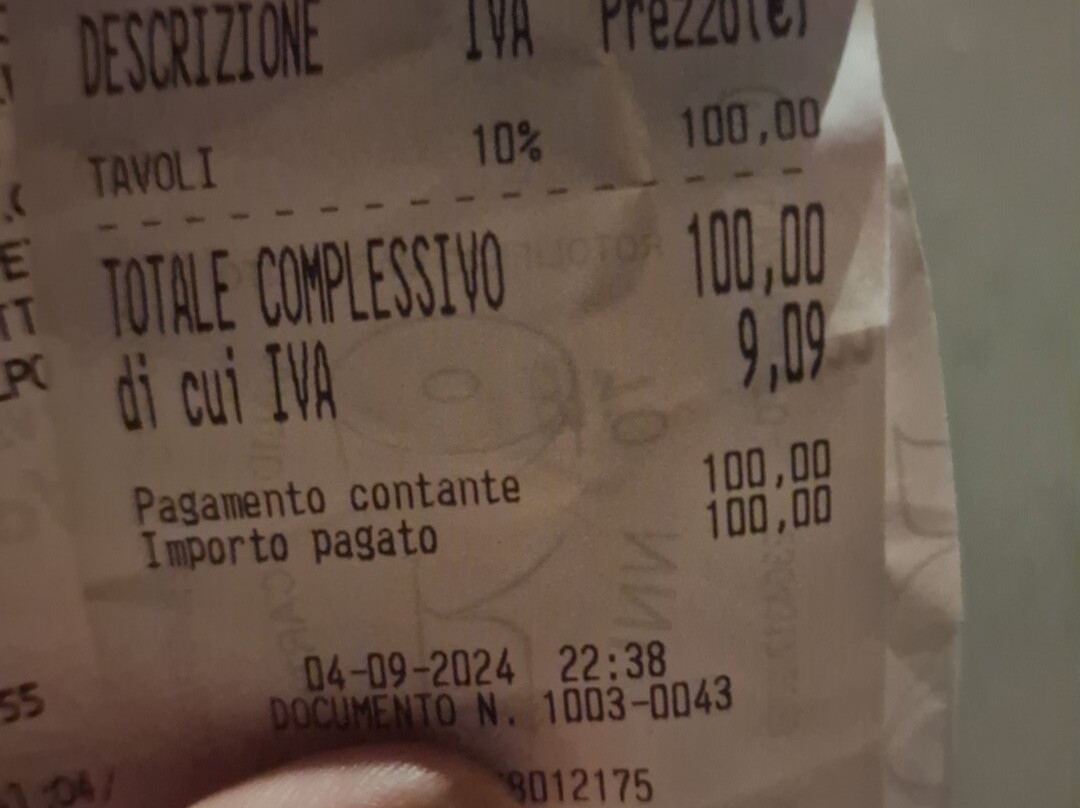 DESCRIZIONE IVA Prezzo(€)
TAVOLI 10% 100,00
TOTALE COMPLESSIVO 100,00
di cui IVA 9,09
Pagamento contante 100,00
Importo pagato 100,00
04-09-2024 22:38
DOCUMENTO N. 1003-0043
8012175
55